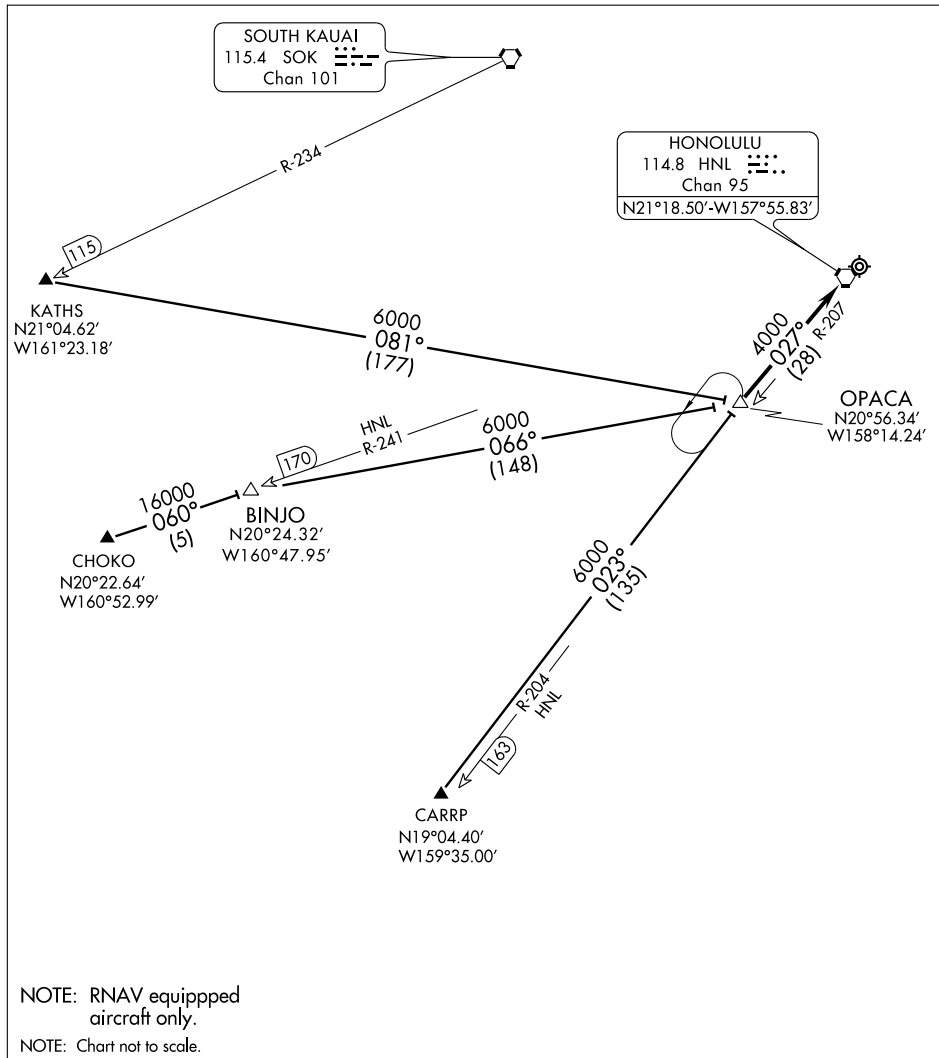 SOUTH KAUAI
115.4 SOK
Chan 101
R-234
115
HONOLULU
114.8 HNL
Chan 95
N21°18.50′-W157°55.83′
KATHS
N21°04.62′
W161°23.18′
6000
081°
(177)
4000
027°
(28)
R-207
OPACA
N20°56.34′
W158°14.24′
HNL
R-241
170
6000
066°
(148)
16000
060°
(5)
BINJO
N20°24.32′
W160°47.95′
CHOKO
N20°22.64′
W160°52.99′
6000
023°
(135)
R-204
HNL
163
CARRP
N19°04.40′
W159°35.00′
NOTE: RNAV equippped
aircraft only.
NOTE: Chart not to scale.